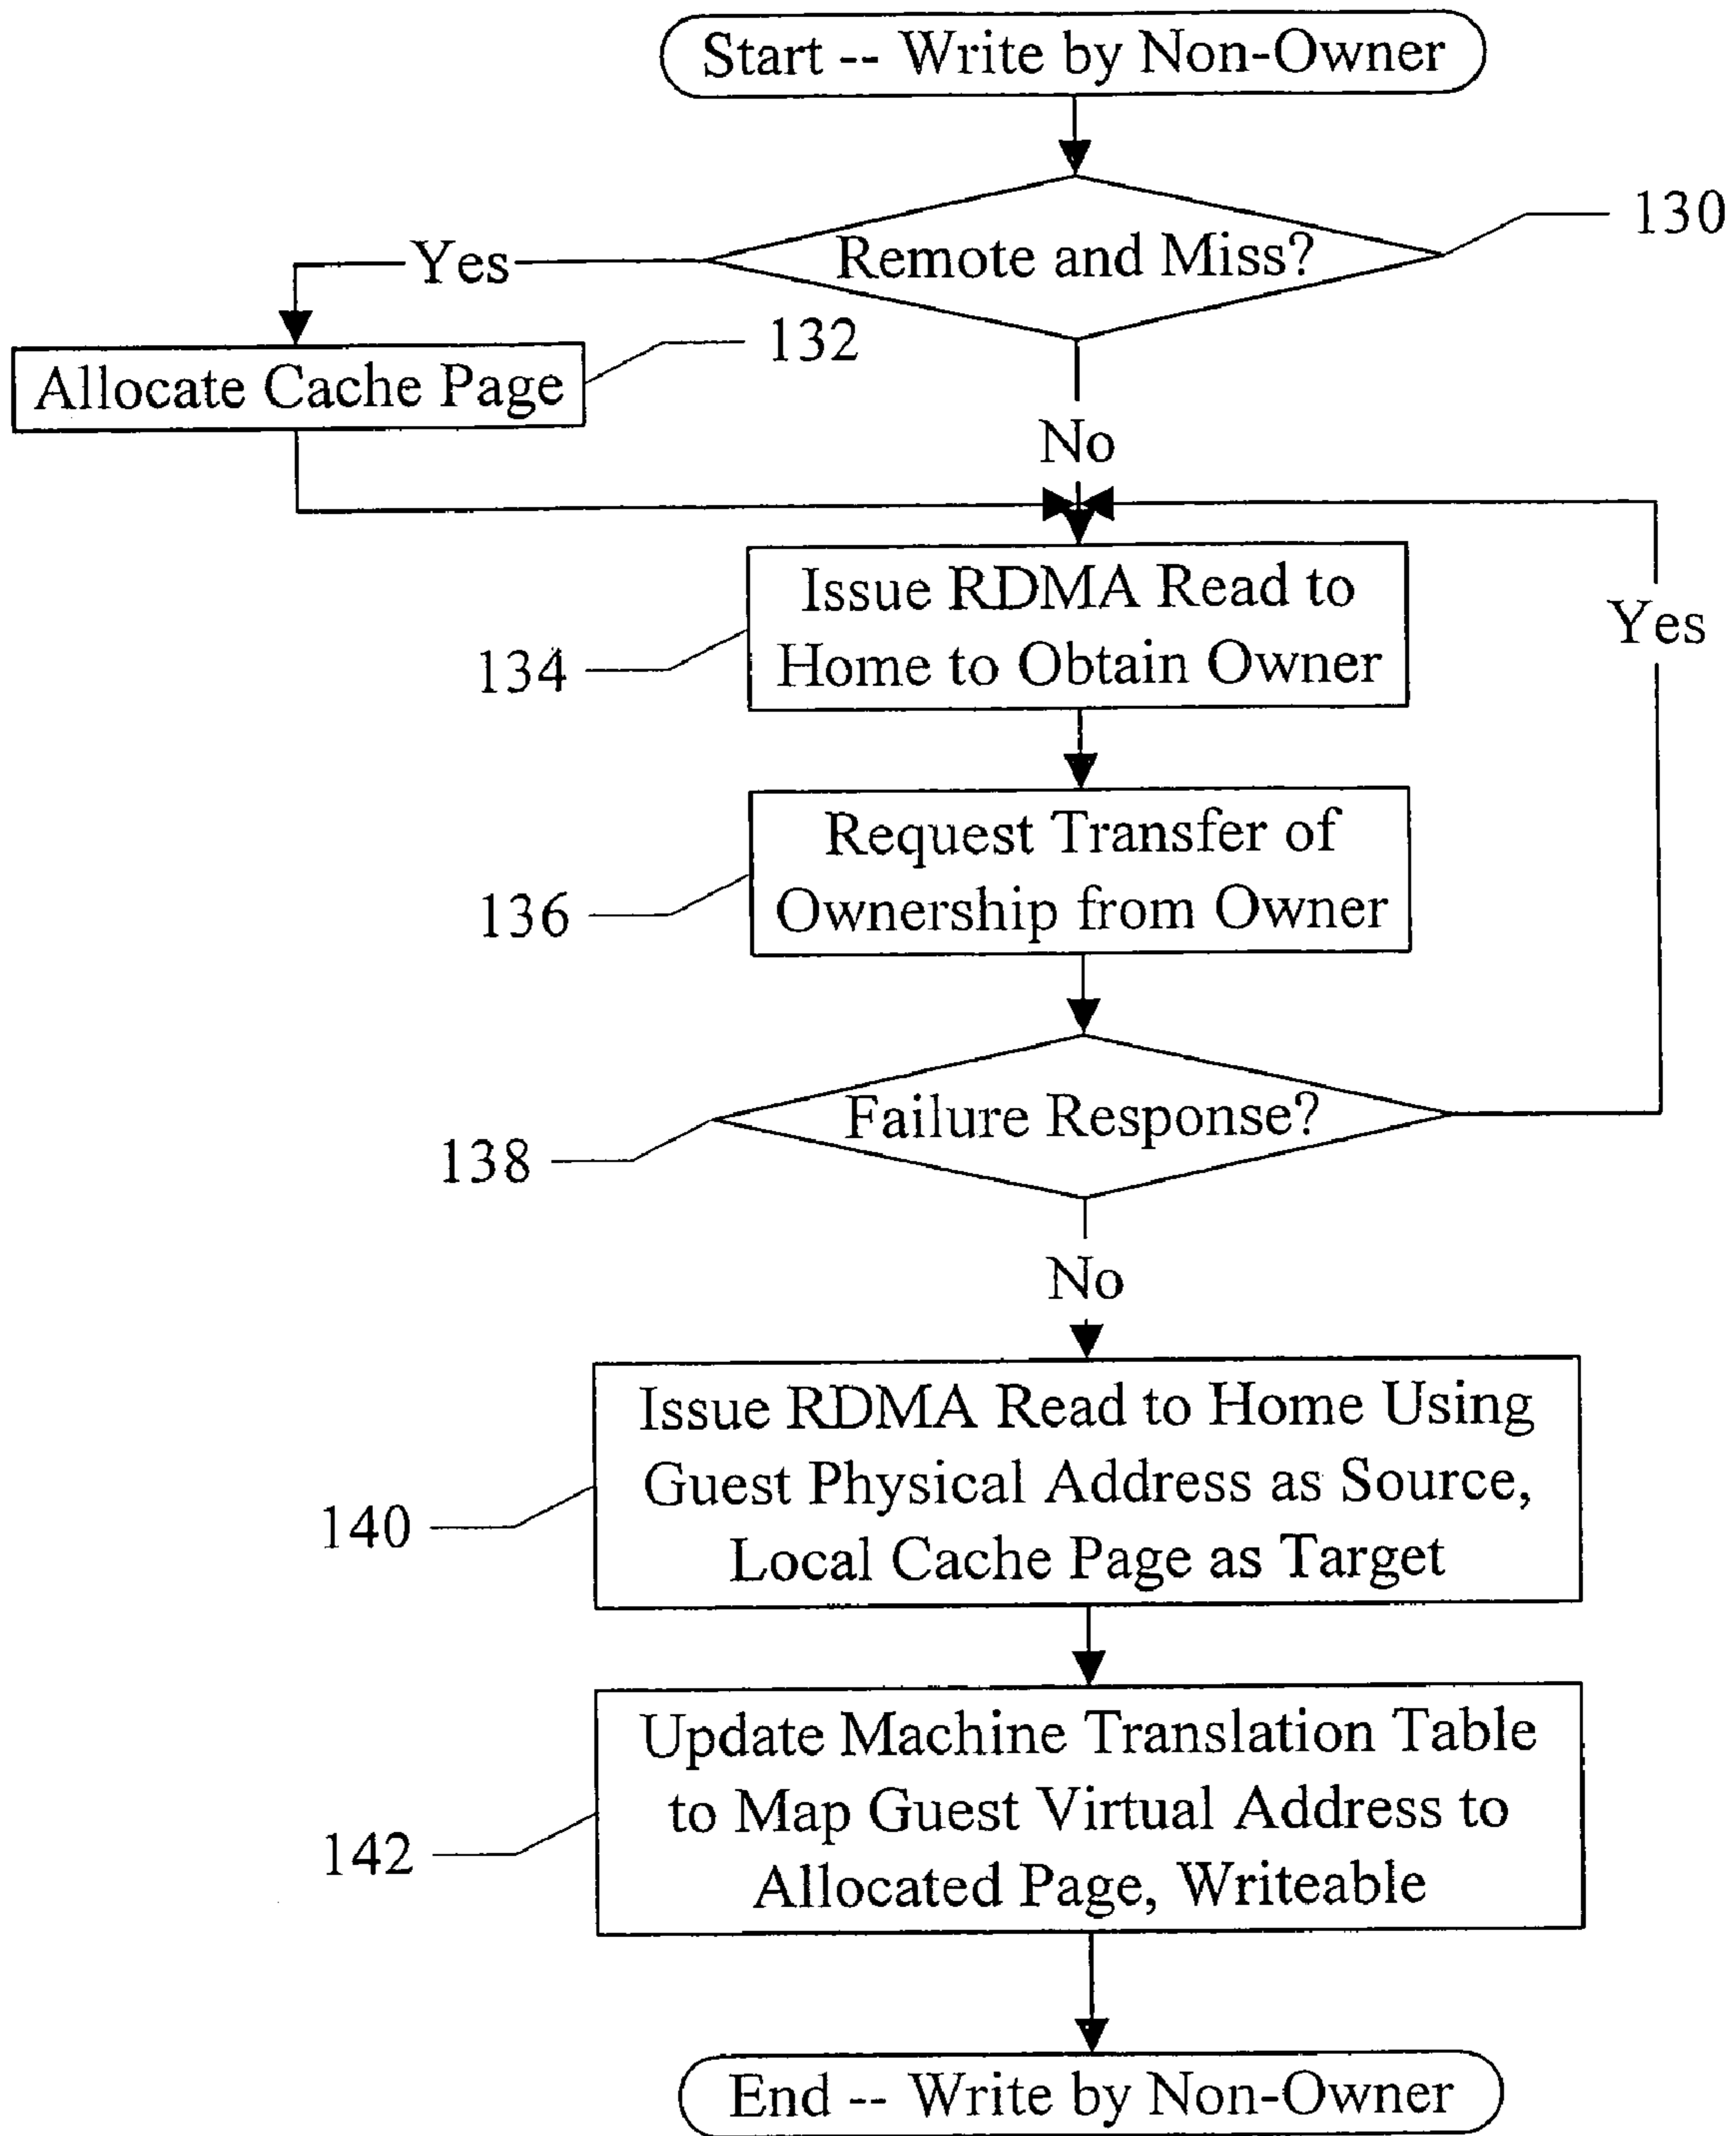 Start -- Write by Non-Owner
Remote and Miss?
130
Yes
132
Allocate Cache Page
No
Issue RDMA Read to
Home to Obtain Owner
134
Yes
Request Transfer of
Ownership from Owner
136
Failure Response?
138
No
Issue RDMA Read to Home Using
Guest Physical Address as Source,
Local Cache Page as Target
140
Update Machine Translation Table
to Map Guest Virtual Address to
Allocated Page, Writeable
142
End -- Write by Non-Owner